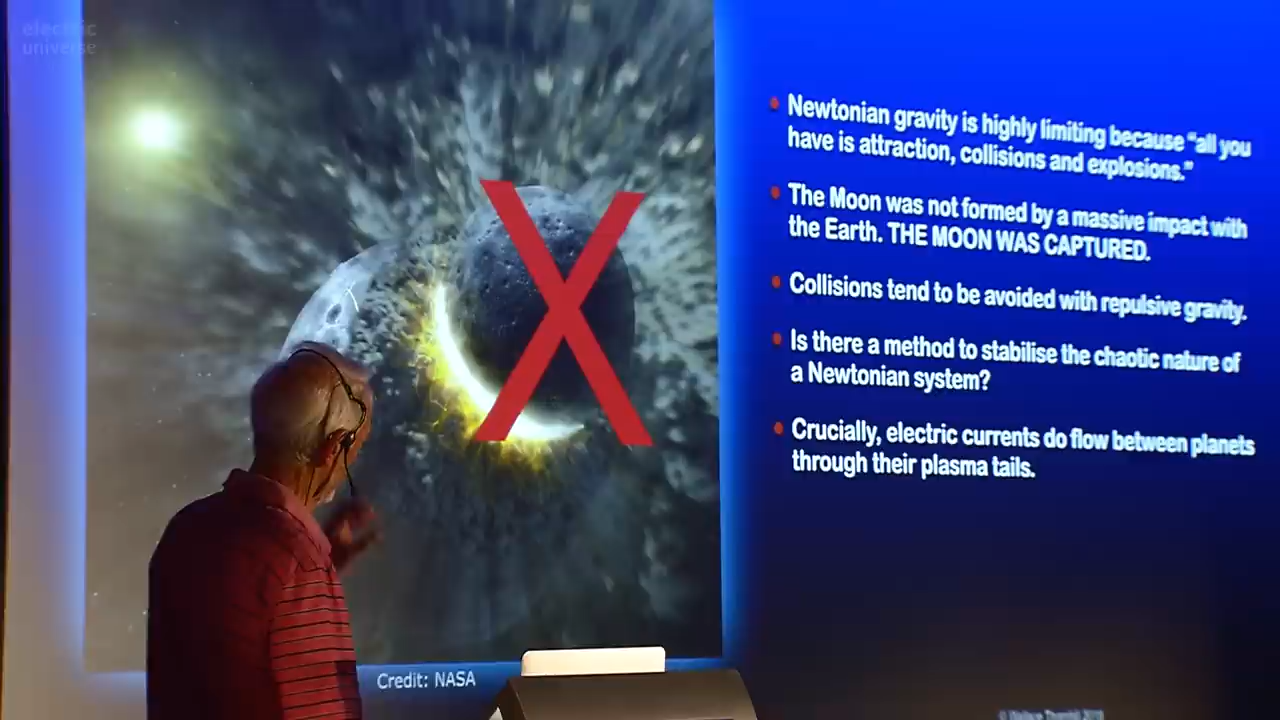 electric
universe
Newtonian gravity is highly limiting because “all you
have is attraction, collisions and explosions.”
The Moon was not formed by a massive impact with
the Earth. THE MOON WAS CAPTURED.
Collisions tend to be avoided with repulsive gravity.
Is there a method to stabilise the chaotic nature of
a Newtonian system?
Crucially, electric currents do flow between planets
through their plasma tails.
X
Credit: NASA